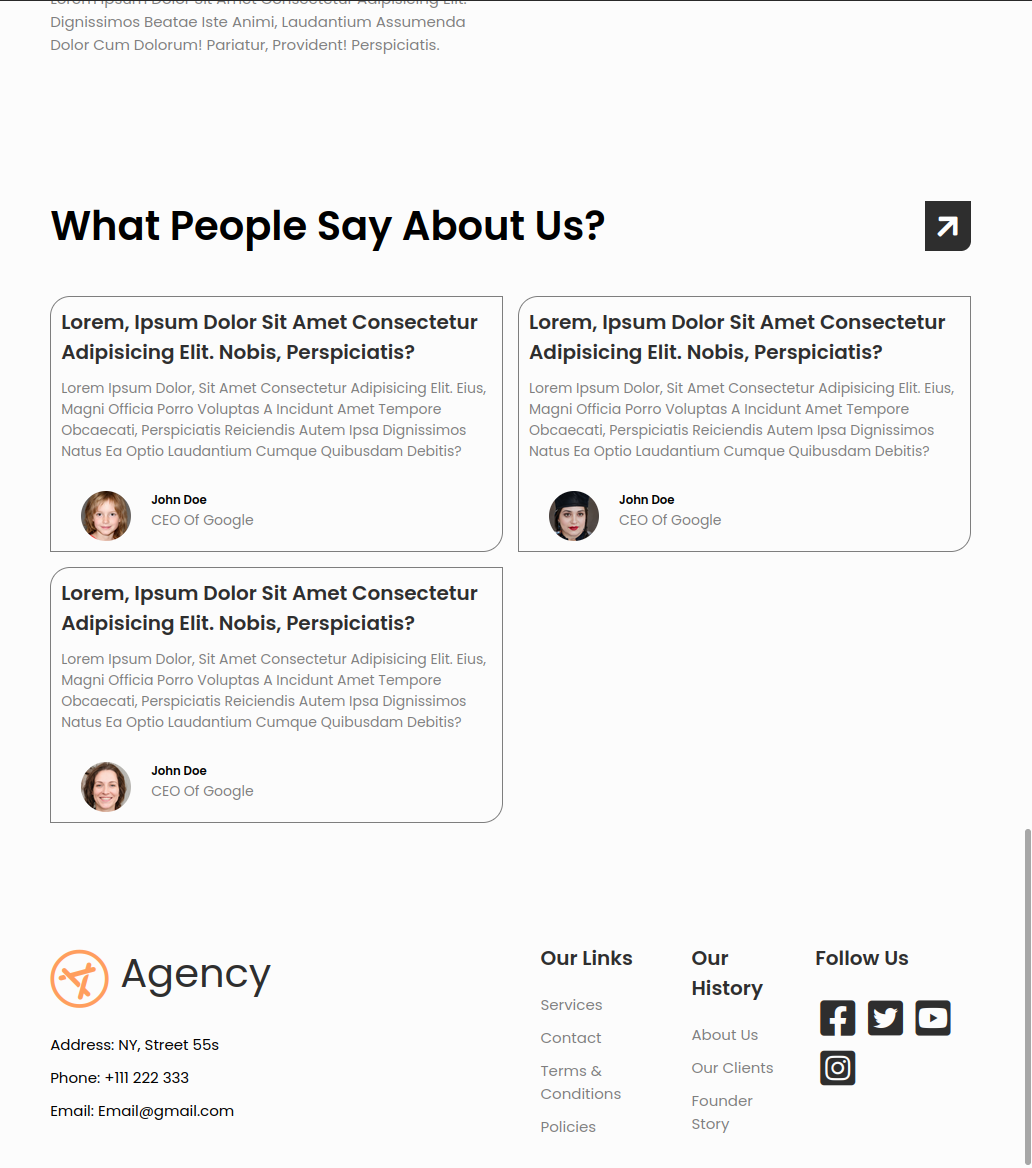 Lorem Ipsum Dolor Sit Amet Consectetur Adipisicing Elit.
Dignissimos Beatae Iste Animi, Laudantium Assumenda
Dolor Cum Dolorum! Pariatur, Provident! Perspiciatis.
What People Say About Us?
Lorem, Ipsum Dolor Sit Amet Consectetur
Adipisicing Elit. Nobis, Perspiciatis?
Lorem Ipsum Dolor, Sit Amet Consectetur Adipisicing Elit. Eius,
Magni Officia Porro Voluptas A Incidunt Amet Tempore
Obcaecati, Perspiciatis Reiciendis Autem Ipsa Dignissimos
Natus Ea Optio Laudantium Cumque Quibusdam Debitis?
John Doe
CEO Of Google
Lorem, Ipsum Dolor Sit Amet Consectetur
Adipisicing Elit. Nobis, Perspiciatis?
Lorem Ipsum Dolor, Sit Amet Consectetur Adipisicing Elit. Eius,
Magni Officia Porro Voluptas A Incidunt Amet Tempore
Obcaecati, Perspiciatis Reiciendis Autem Ipsa Dignissimos
Natus Ea Optio Laudantium Cumque Quibusdam Debitis?
John Doe
CEO Of Google
Lorem, Ipsum Dolor Sit Amet Consectetur
Adipisicing Elit. Nobis, Perspiciatis?
Lorem Ipsum Dolor, Sit Amet Consectetur Adipisicing Elit. Eius,
Magni Officia Porro Voluptas A Incidunt Amet Tempore
Obcaecati, Perspiciatis Reiciendis Autem Ipsa Dignissimos
Natus Ea Optio Laudantium Cumque Quibusdam Debitis?
John Doe
CEO Of Google
Agency
Address: NY, Street 55s
Phone: +111 222 333
Email: Email@gmail.com
Our Links
Services
Contact
Terms &
Conditions
Policies
Our
History
About Us
Our Clients
Founder
Story
Follow Us